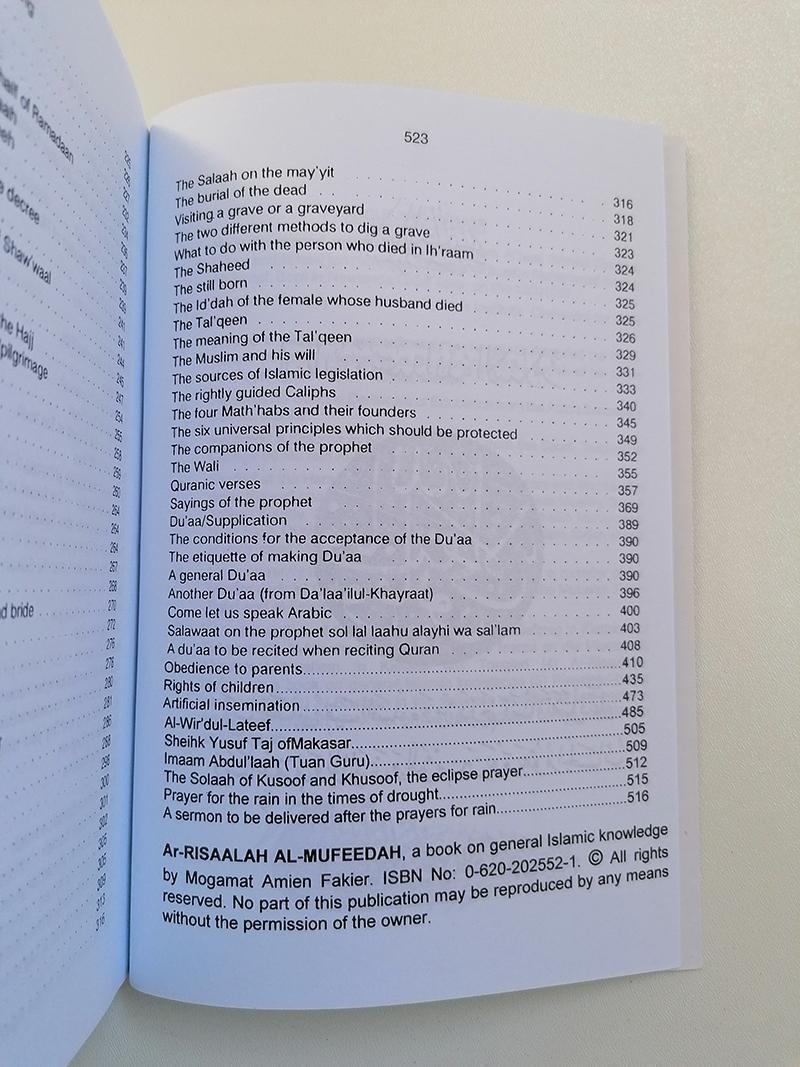 half of Ramadaan
decree
Shaw'waal
he Hajj
pilgrimage
d bride
523
The Salaah on the may'yit . . . 316
The burial of the dead . . . 318
Visiting a grave or a graveyard . . . 321
The two different methods to dig a grave . . . 323
What to do with the person who died in Ih'raam . . . 324
The Shaheed . . . 324
The still born . . . 325
The Id'dah of the female whose husband died . . . 325
The Tal'qeen . . . 326
The meaning of the Tal'qeen . . . 329
The Muslim and his will . . . 331
The sources of Islamic legislation . . . 333
The rightly guided Caliphs . . . 340
The four Math'habs and their founders . . . 345
The six universal principles which should be protected . . . 349
The companions of the prophet . . . 352
The Wali . . . 355
Quranic verses . . . 357
Sayings of the prophet . . . 369
Du'aa/Supplication . . . 389
The conditions for the acceptance of the Du'aa . . . 390
The etiquette of making Du'aa . . . 390
A general Du'aa . . . 390
Another Du'aa (from Da'laa'ilul-Khayraat) . . . 396
Come let us speak Arabic . . . 400
Salawaat on the prophet sol lal laahu alayhi wa sal'lam . . . 403
A du'aa to be recited when reciting Quran . . . 408
Obedience to parents...410
Rights of children...435
Artificial insemination...473
Al-Wir'dul-Lateef...485
Sheihk Yusuf Taj ofMakasar...505
Imaam Abdul'laah (Tuan Guru)...509
The Solaah of Kusoof and Khusoof, the eclipse prayer...512
Prayer for the rain in the times of drought...515
A sermon to be delivered after the prayers for rain...516
Ar-RISAALAH AL-MUFEEDAH, a book on general Islamic knowledge
by Mogamat Amien Fakier. ISBN No: 0-620-202552-1. © All rights
reserved. No part of this publication may be reproduced by any means
without the permission of the owner.